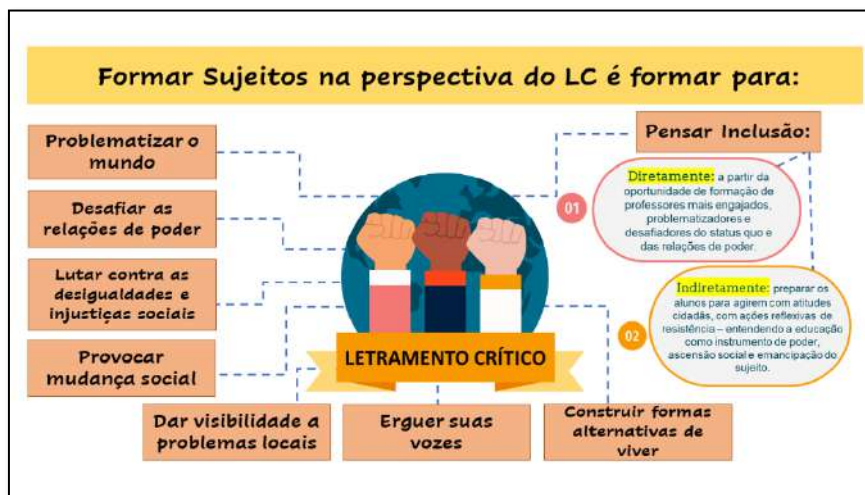 Formar Sujeitos na perspectiva do LC é formar para:
Problematizar o
mundo
Desafiar as
relações de poder
Lutar contra as
desigualdades e
injustiças sociais
Provocar
mudança social
Dar visibilidade a
problemas locais
Erguer suas
vozes
Construir formas
alternativas de
viver
LETRAMENTO CRÍTICO
Pensar Inclusão:
01
Diretamente: a partir da
oportunidade de formação de
professores mais engajados,
problematizadores e
desafiadores do status quo e
das relações de poder.
02
Indiretamente: preparar os
alunos para agirem com atitudes
cidadãs, com ações reflexivas de
resistência – entendendo a educação
como instrumento de poder,
ascensão social e emancipação do
sujeito.